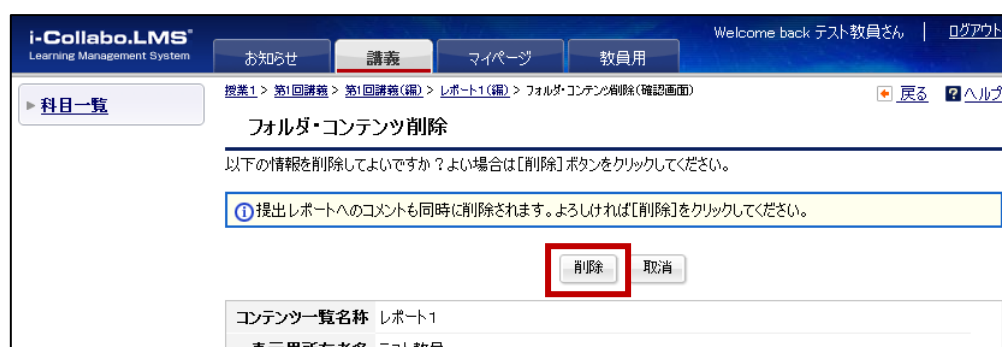 i-Collabo.LMS
Learning Management System
Welcome back テスト教員さん | ログアウト
お知らせ 講義 マイページ 教員用
科目一覧
授業1 > 第1回講義 > 第1回講義(編) > レポート1(編) > フォルダ・コンテンツ削除(確認画面)
戻る ヘルプ
フォルダ・コンテンツ削除
以下の情報を削除してよいですか？よい場合は[削除]ボタンをクリックしてください。
提出レポートへのコメントも同時に削除されます。よろしければ[削除]をクリックしてください。
削除 取消
コンテンツ一覧名称 レポート1